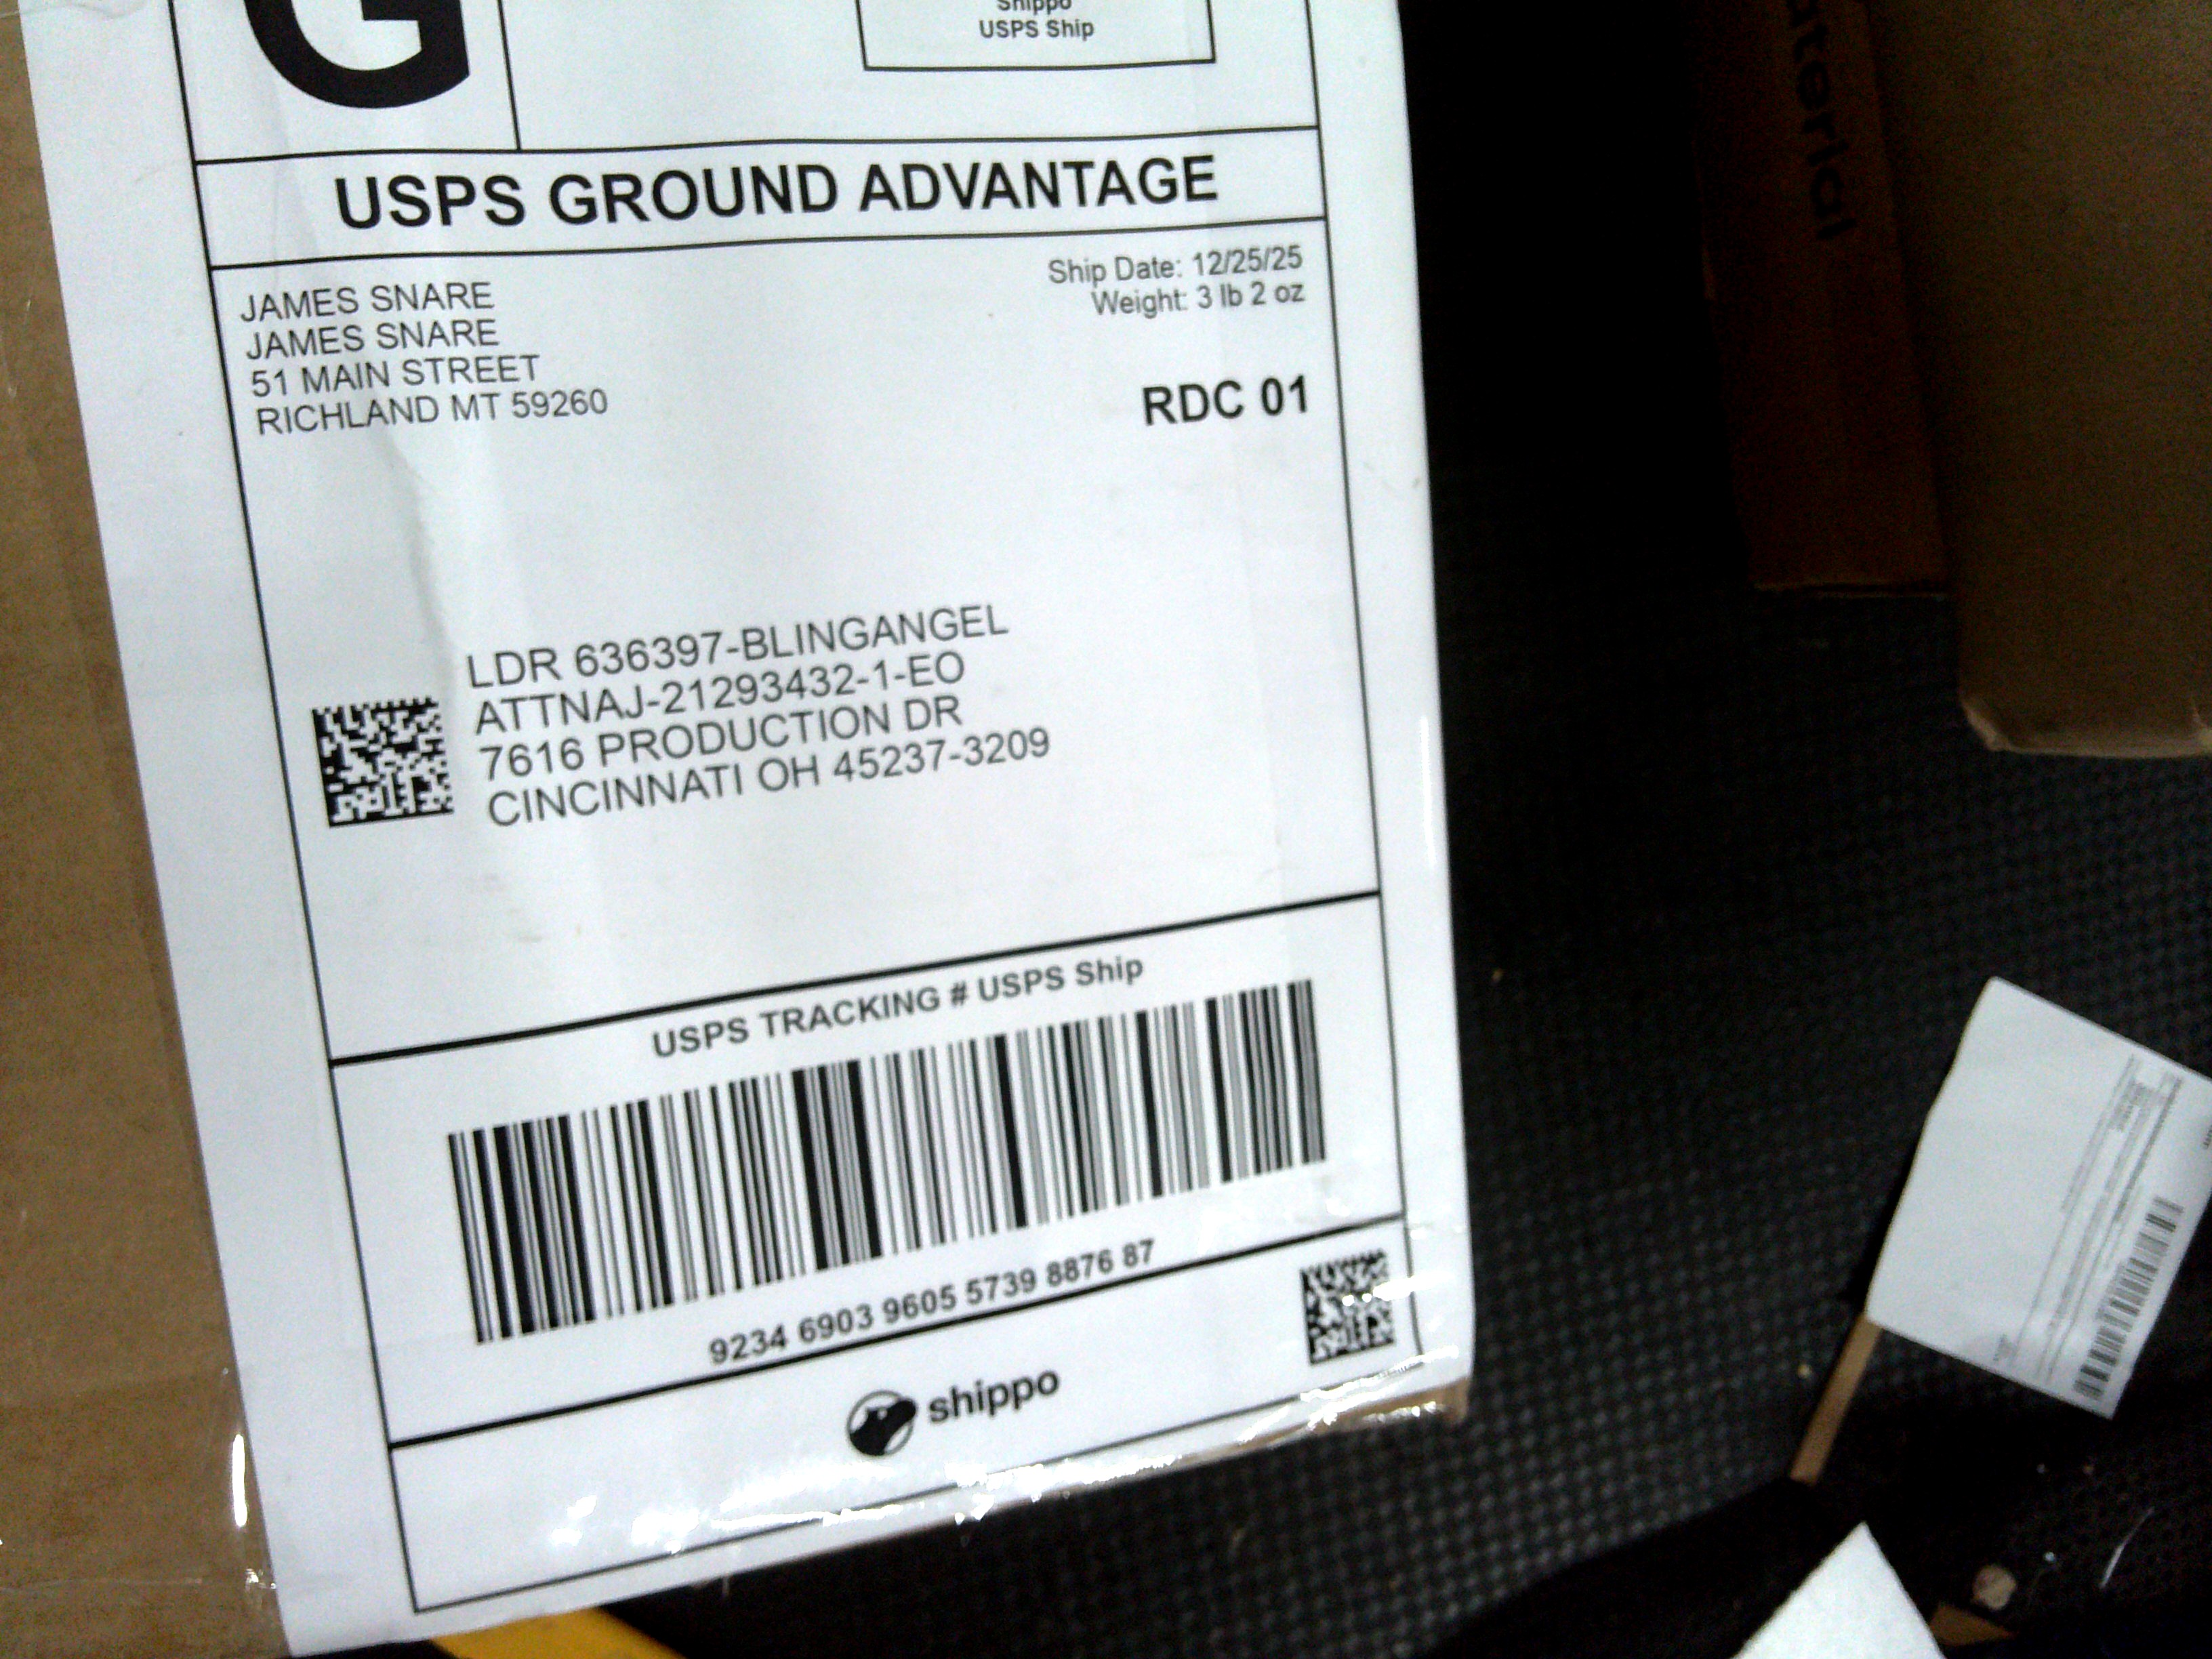 G
Shippo
USPS Ship
USPS GROUND ADVANTAGE
JAMES SNARE
JAMES SNARE
51 MAIN STREET
RICHLAND MT 59260
Ship Date: 12/25/25
Weight: 3 lb 2 oz
RDC 01
LDR 636397-BLINGANGEL
ATTNAJ-21293432-1-EO
7616 PRODUCTION DR
CINCINNATI OH 45237-3209
USPS TRACKING # USPS Ship
9234 6903 9605 5739 8876 87
shippo
aterial